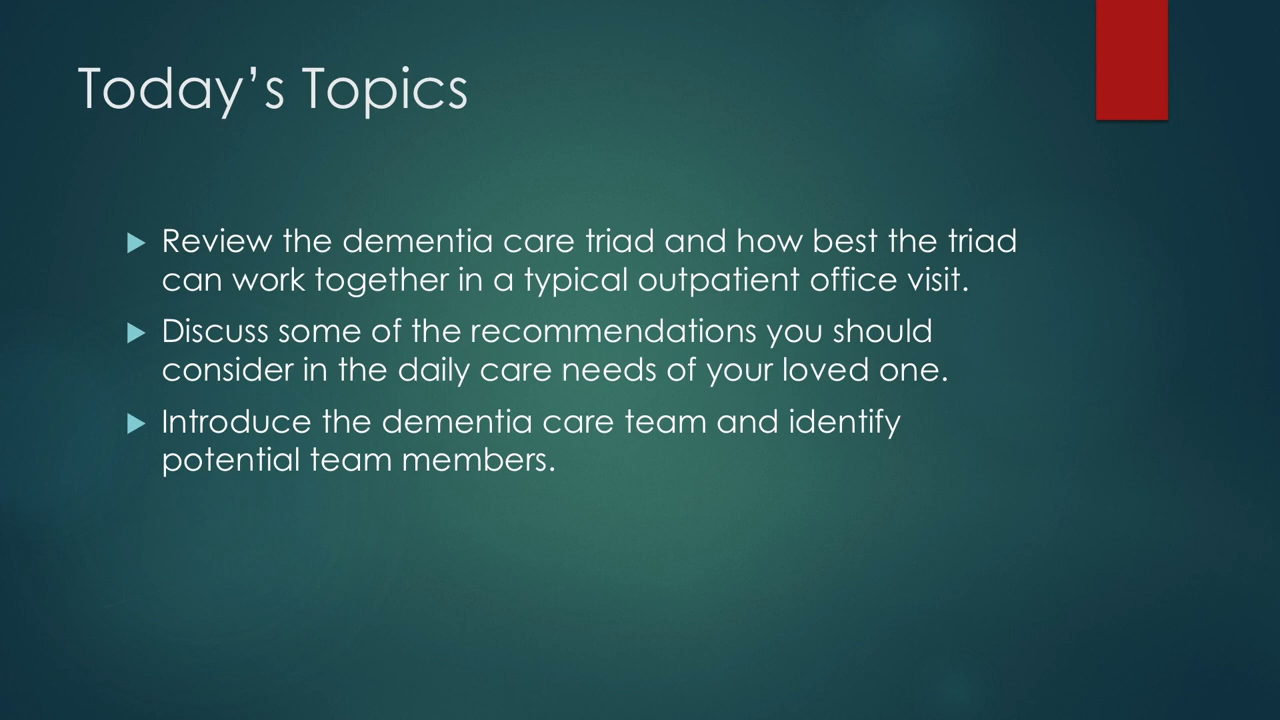 Today’s Topics
Review the dementia care triad and how best the triad
can work together in a typical outpatient office visit.
Discuss some of the recommendations you should
consider in the daily care needs of your loved one.
Introduce the dementia care team and identify
potential team members.